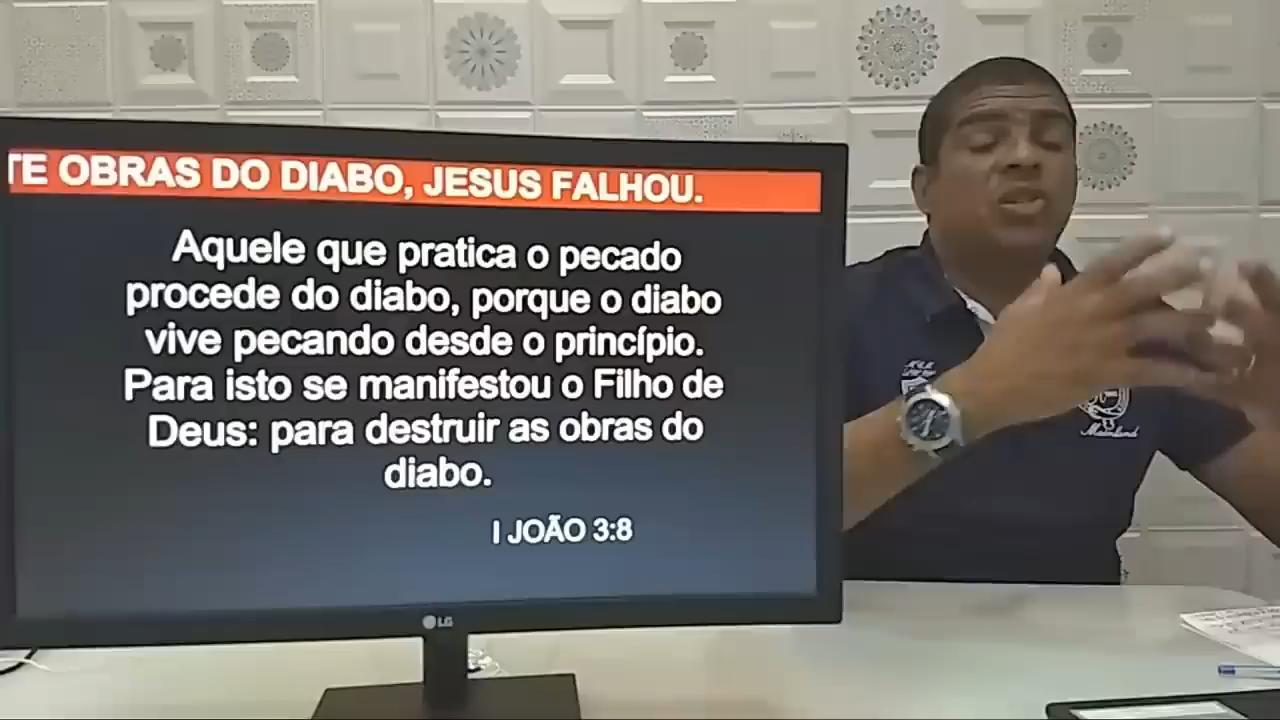 TE OBRAS DO DIABO, JESUS FALHOU.
Aquele que pratica o pecado
procede do diabo, porque o diabo
vive pecando desde o princípio.
Para isto se manifestou o Filho de
Deus: para destruir as obras do
diabo.
I JOÃO 3:8
LG